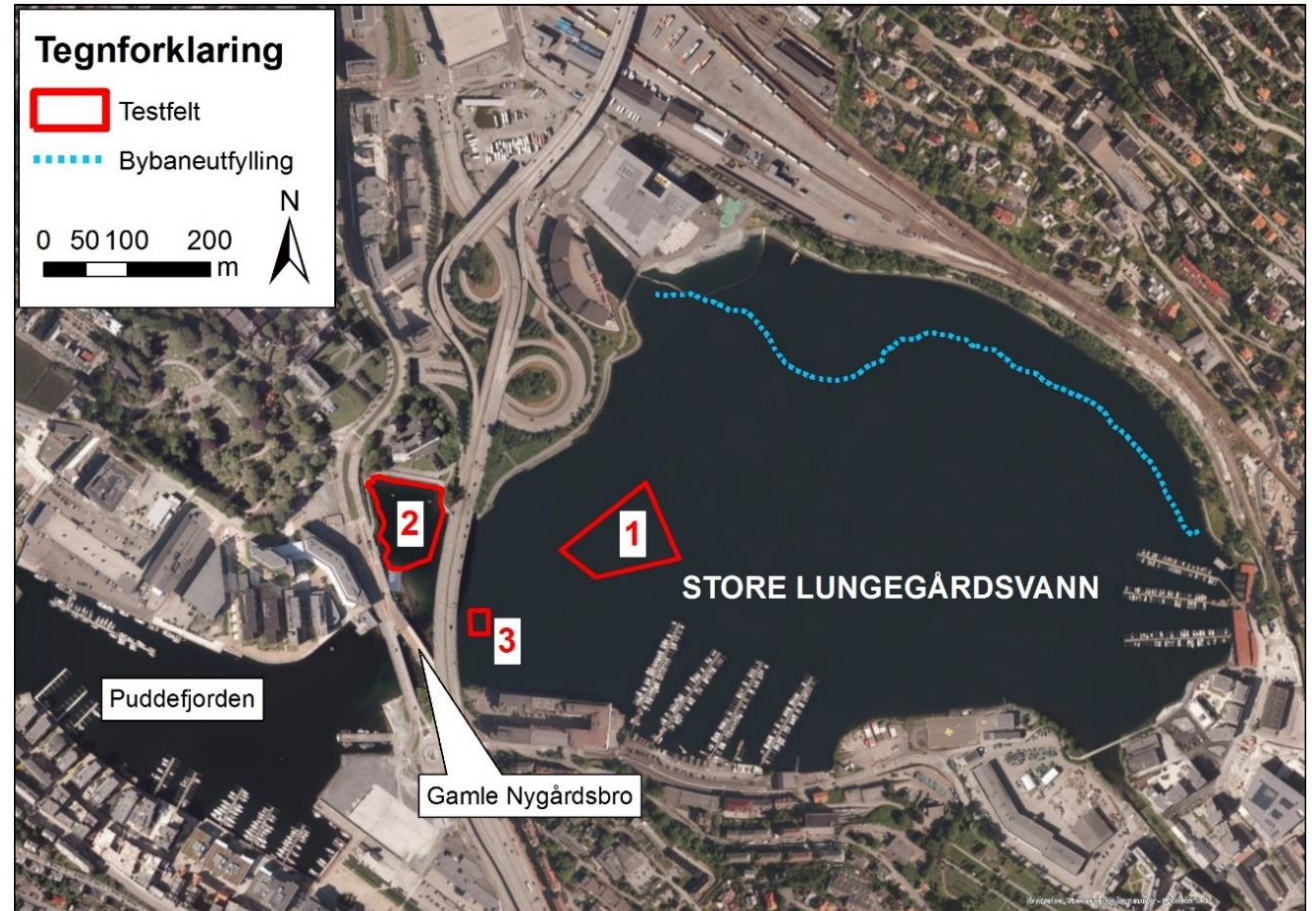 Tegnforklaring
Testfelt
Bybaneutfylling
N
0 50 100 200
m
2
1
STORE LUNGEGÅRDSVANN
3
Puddefjorden
Gamle Nygårdsbro